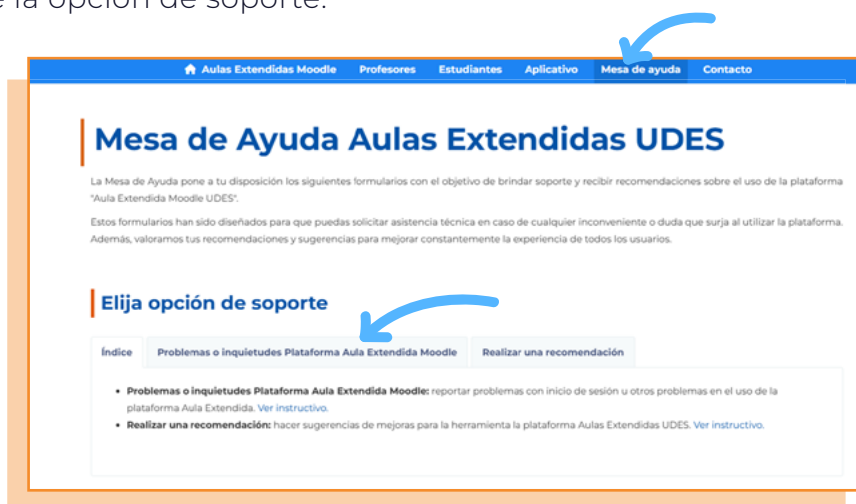 la opción de soporte.
Aulas Extendidas Moodle Profesores Estudiantes Aplicativo Mesa de ayuda Contacto
Mesa de Ayuda Aulas Extendidas UDES
La Mesa de Ayuda pone a tu disposición los siguientes formularios con el objetivo de brindar soporte y recibir recomendaciones sobre el uso de la plataforma
"Aula Extendida Moodle UDES".
Estos formularios han sido diseñados para que puedas solicitar asistencia técnica en caso de cualquier inconveniente o duda que surja al utilizar la plataforma.
Además, valoramos tus recomendaciones y sugerencias para mejorar constantemente la experiencia de todos los usuarios.
Elija opción de soporte
Índice Problemas o inquietudes Plataforma Aula Extendida Moodle Realizar una recomendación
• Problemas o inquietudes Plataforma Aula Extendida Moodle: reportar problemas con inicio de sesión u otros problemas en el uso de la
plataforma Aula Extendida. Ver instructivo.
• Realizar una recomendación: hacer sugerencias de mejoras para la herramienta la plataforma Aulas Extendidas UDES. Ver instructivo.